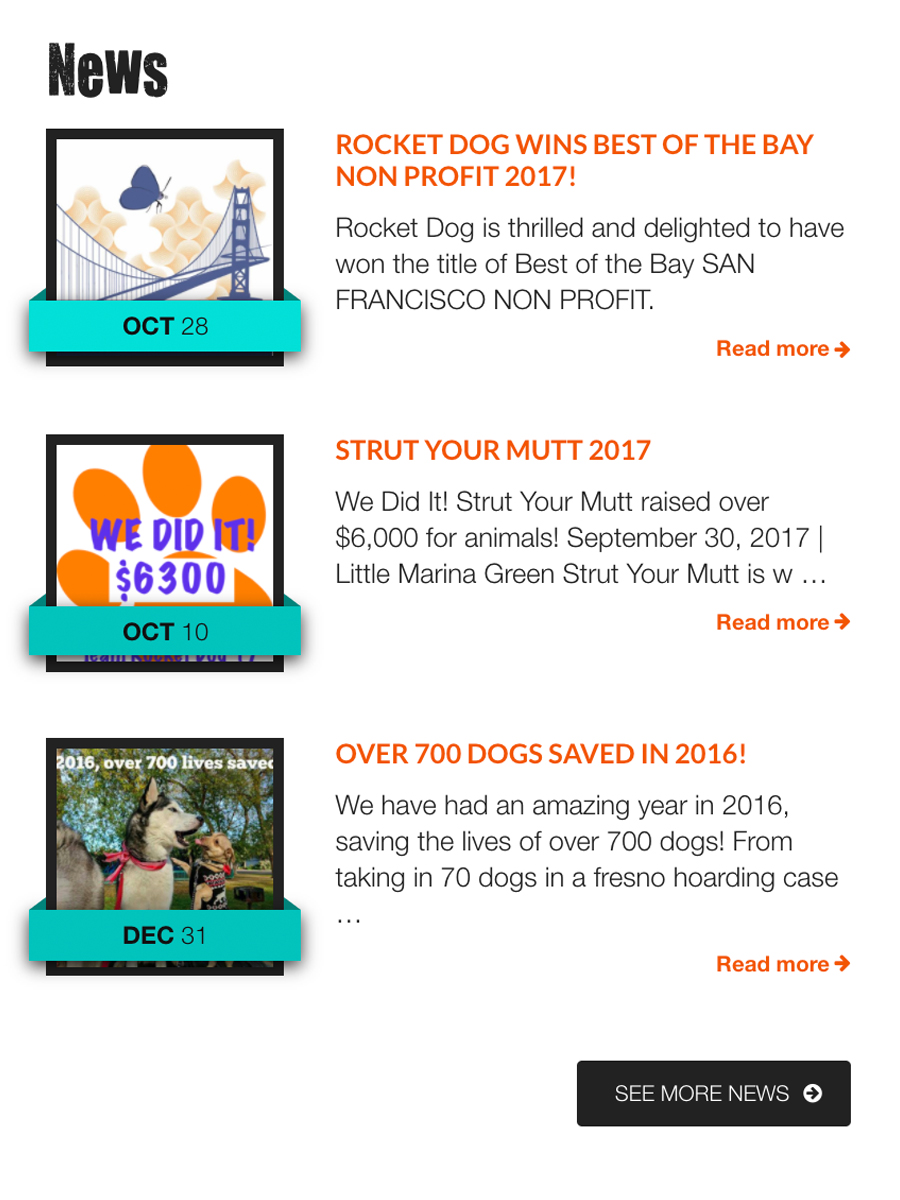 News
ROCKET DOG WINS BEST OF THE BAY
NON PROFIT 2017!
Rocket Dog is thrilled and delighted to have
won the title of Best of the Bay SAN
FRANCISCO NON PROFIT.
OCT 28
Read more
STRUT YOUR MUTT 2017
We Did It! Strut Your Mutt raised over
$6,000 for animals! September 30, 2017 |
Little Marina Green Strut Your Mutt is w …
WE DID IT!
$6300
OCT 10
Read more
OVER 700 DOGS SAVED IN 2016!
2016, over 700 lives saved
We have had an amazing year in 2016,
saving the lives of over 700 dogs! From
taking in 70 dogs in a fresno hoarding case
…
DEC 31
Read more
SEE MORE NEWS